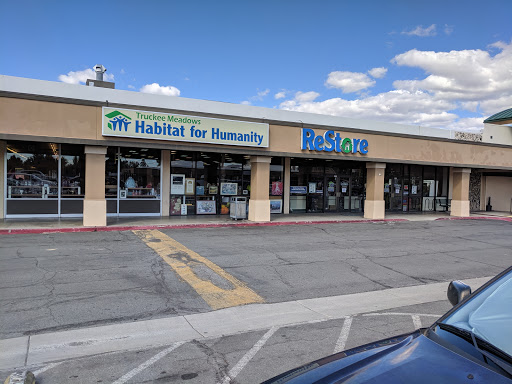 Truckee Meadows
Habitat for Humanity
ReStore